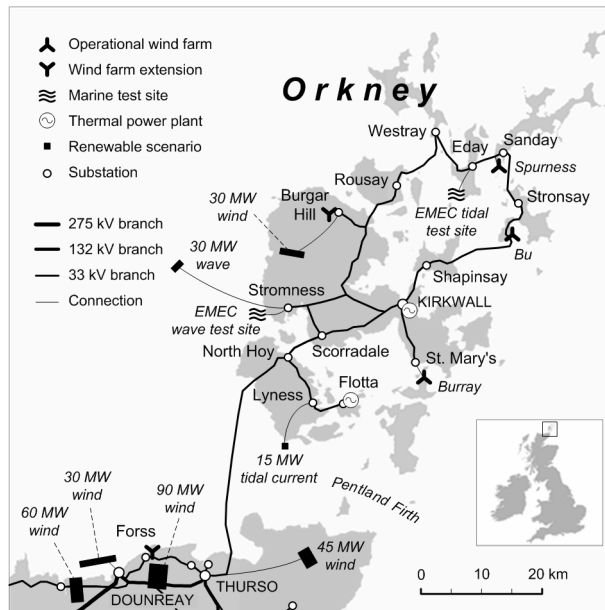 Operational wind farm
Wind farm extension
Marine test site
Thermal power plant
Renewable scenario
Substation
275 kV branch
132 kV branch
33 kV branch
Connection
Orkney
Westray
Eday
Sanday
Spurness
Rousay
Stronsay
EMEC tidal
test site
Burgar
Hill
30 MW
wind
Bu
30 MW
wave
Shapinsay
Stromness
KIRKWALL
EMEC
wave test site
North Hoy
Scorradale
St. Mary's
Lyness
Flotta
Burray
15 MW
tidal current
Pentland Firth
30 MW
wind
60 MW
wind
90 MW
wind
Forss
45 MW
wind
THURSO
DOUNREAY
0 10 20 km